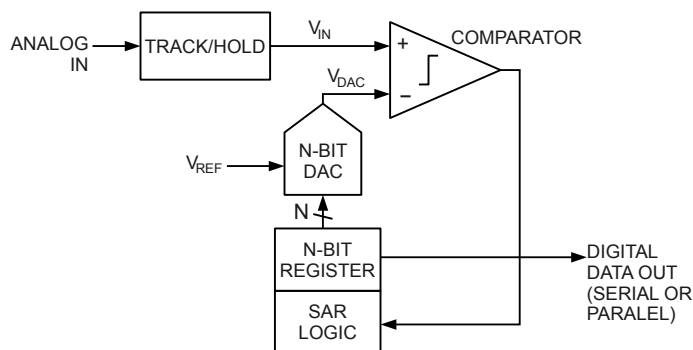 ANALOG
IN
TRACK/HOLD
VIN
+
COMPARATOR
VDAC
−
VREF
N-BIT
DAC
N
N-BIT
REGISTER
SAR
LOGIC
DIGITAL
DATA OUT
(SERIAL OR
PARALEL)